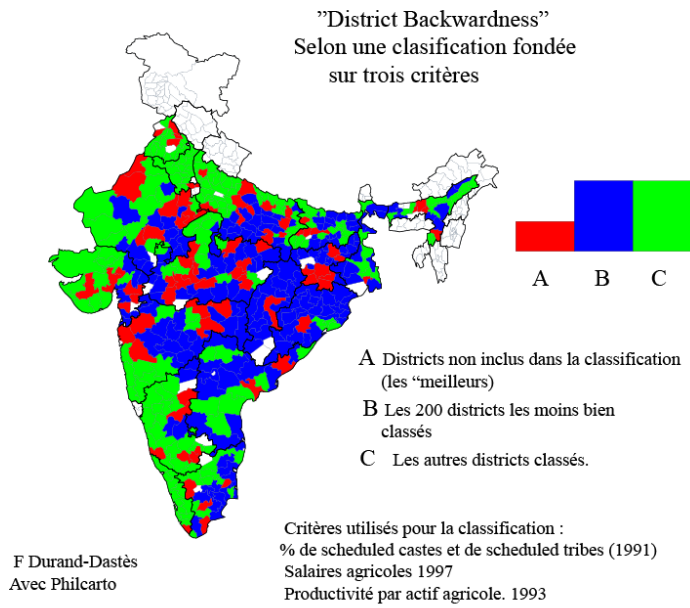 ”District Backwardness”
Selon une clasification fondée
sur trois critères
A
B
C
A Districts non inclus dans la classification
(les “meilleurs)
B Les 200 districts les moins bien
classés
C Les autres districts classés.
Critères utilisés pour la classification :
% de scheduled castes et de scheduled tribes (1991)
Salaires agricoles 1997
Productivité par actif agricole. 1993
F Durand-Dastès
Avec Philcarto